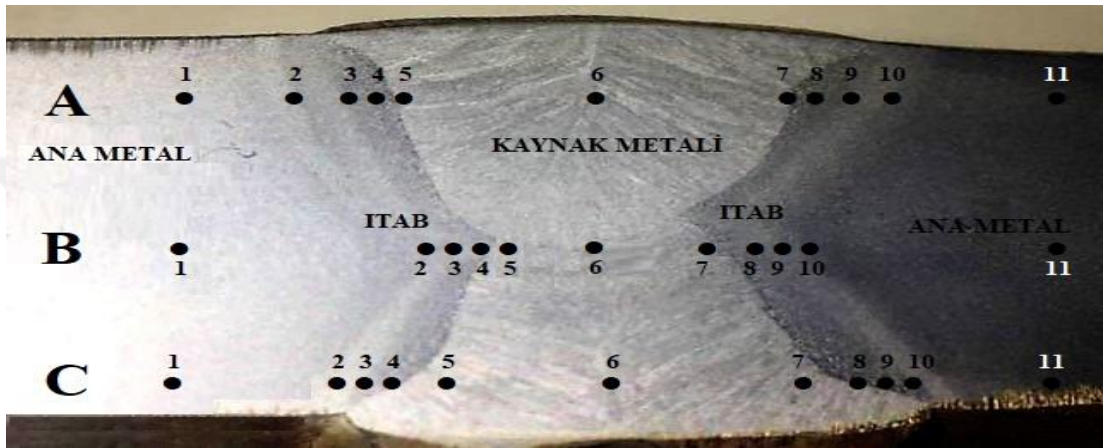 1 2 3 4 5 6 7 8 9 10 11
A
ANA METAL KAYNAK METALİ
ITAB ITAB ANA-METAL
B
1 2 3 4 5 6 7 8 9 10 11
1 2 3 4 5 6 7 8 9 10 11
C